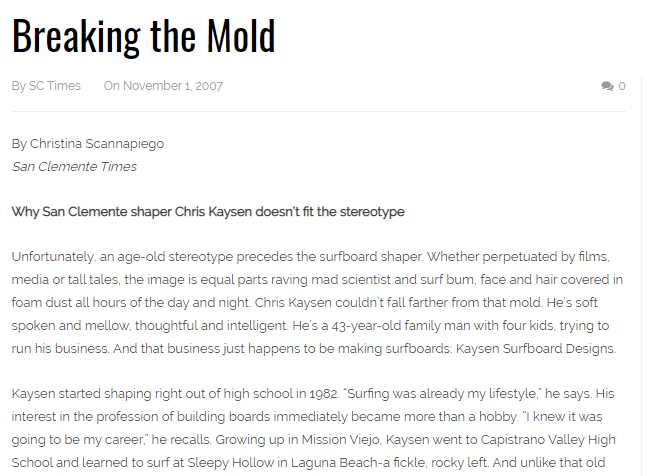 Breaking the Mold
By SC Times On November 1, 2007 0
By Christina Scannapiego
San Clemente Times
Why San Clemente shaper Chris Kaysen doesn't fit the stereotype
Unfortunately, an age-old stereotype precedes the surfboard shaper. Whether perpetuated by films,
media or tall tales, the image is equal parts raving mad scientist and surf bum, face and hair covered in
foam dust all hours of the day and night. Chris Kaysen couldn't fall farther from that mold. He's soft
spoken and mellow, thoughtful and intelligent. He's a 43-year-old family man with four kids, trying to
run his business. And that business just happens to be making surfboards: Kaysen Surfboard Designs.
Kaysen started shaping right out of high school in 1982. "Surfing was already my lifestyle," he says. His
interest in the profession of building boards immediately became more than a hobby. "I knew it was
going to be my career," he recalls. Growing up in Mission Viejo, Kaysen went to Capistrano Valley High
School and learned to surf at Sleepy Hollow in Laguna Beach-a fickle, rocky left. And unlike that old